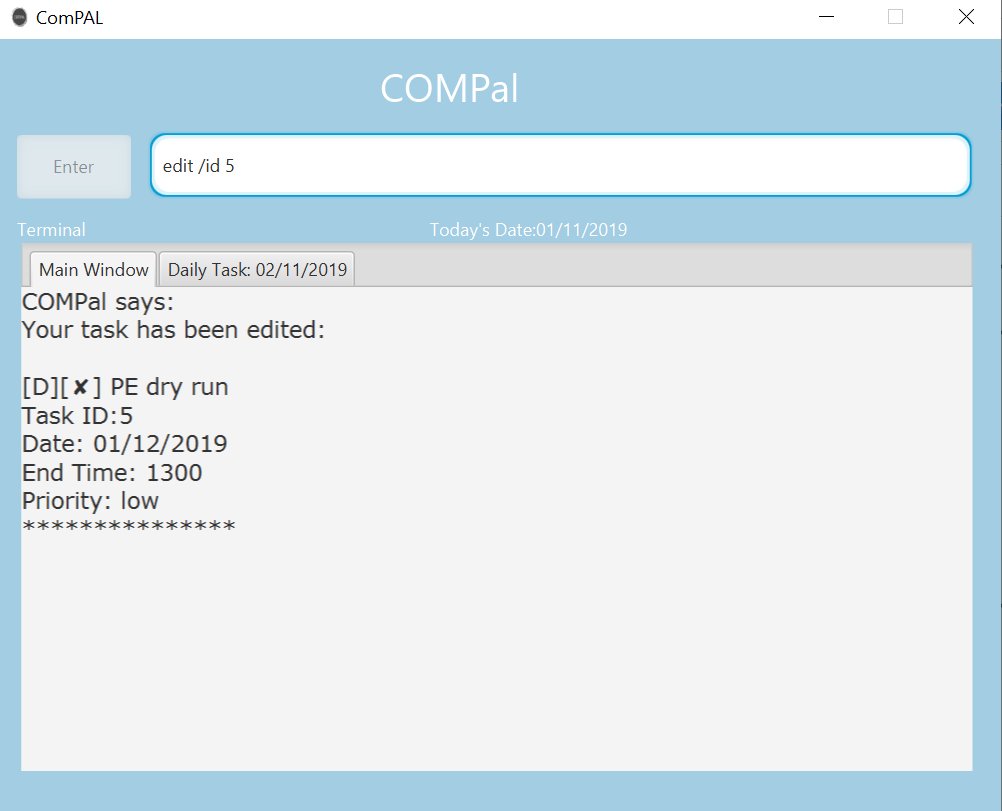 ComPAL
COMPal
Enter
edit /id 5
Terminal
Today's Date:01/11/2019
Main Window
Daily Task: 02/11/2019
COMPal says:
Your task has been edited:
[D][✘] PE dry run
Task ID:5
Date: 01/12/2019
End Time: 1300
Priority: low
***************